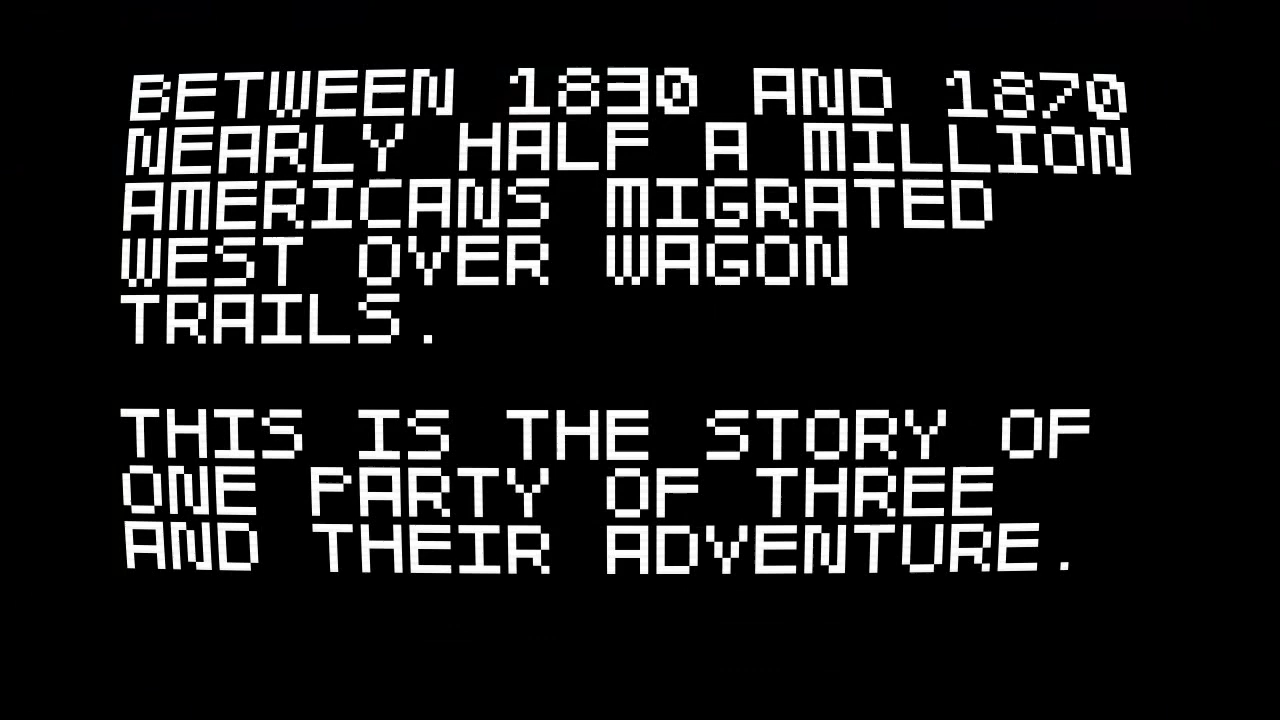 BETWEEN 1830 AND 1870
NEARLY HALF A MILLION
AMERICANS MIGRATED
WEST OVER WAGON
TRAILS.
THIS IS THE STORY OF
ONE PARTY OF THREE
AND THEIR ADVENTURE.